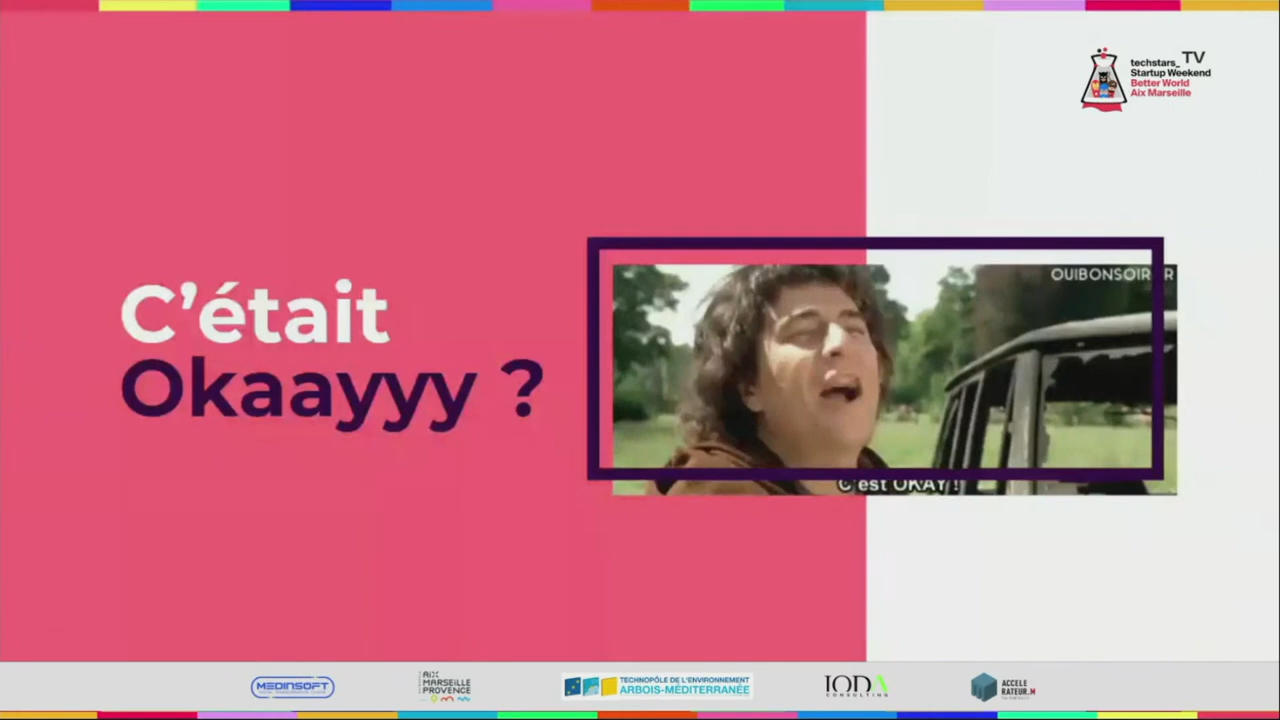 techstars_ TV
Startup Weekend
Better World
Aix Marseille
OUIBONSOIR R
C'était
Okaayyy ?
C'est OKAY !
MEDINSOFT
AIX
MARSEILLE
PROVENCE
TECHNOPÔLE DE L'ENVIRONNEMENT
ARBOIS-MÉDITERRANÉE
IODA
CONSULTING
ACCELE
RATEUR.M